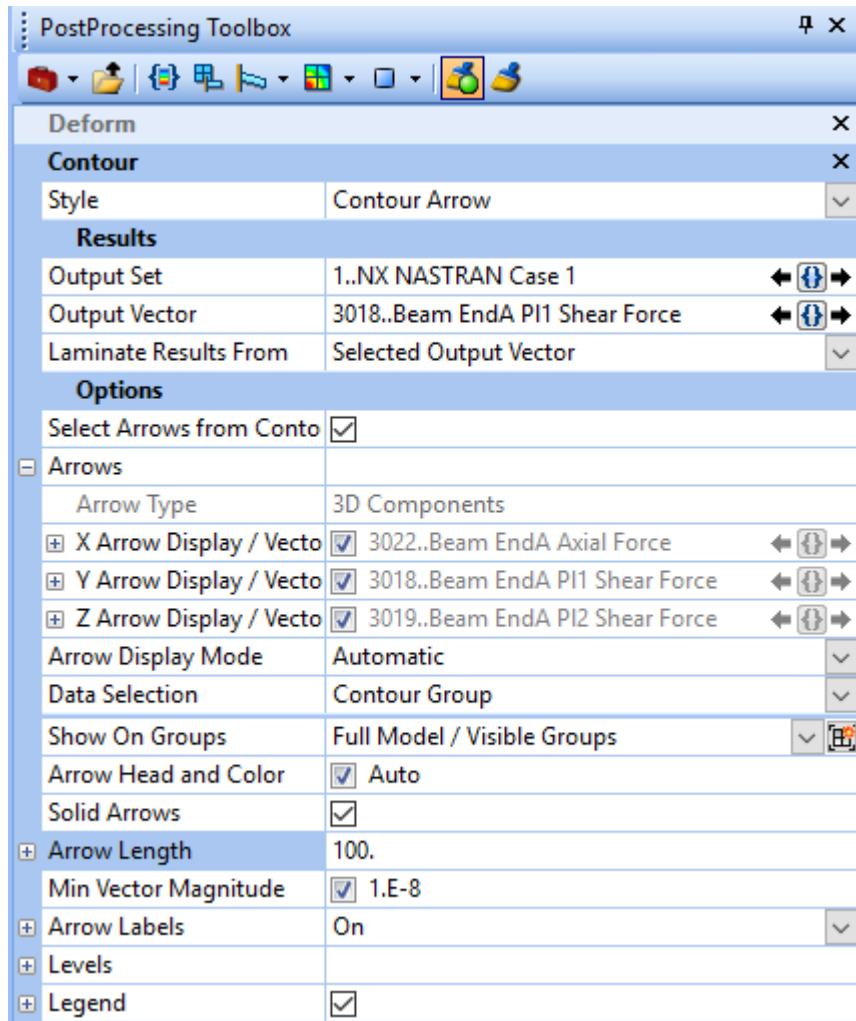 PostProcessing Toolbox
Deform
Contour
Style Contour Arrow
Results
Output Set 1..NX NASTRAN Case 1
Output Vector 3018..Beam EndA Pl1 Shear Force
Laminate Results From Selected Output Vector
Options
Select Arrows from Conto
Arrows
Arrow Type 3D Components
X Arrow Display / Vecto 3022..Beam EndA Axial Force
Y Arrow Display / Vecto 3018..Beam EndA Pl1 Shear Force
Z Arrow Display / Vecto 3019..Beam EndA Pl2 Shear Force
Arrow Display Mode Automatic
Data Selection Contour Group
Show On Groups Full Model / Visible Groups
Arrow Head and Color Auto
Solid Arrows
Arrow Length 100.
Min Vector Magnitude 1.E-8
Arrow Labels On
Levels
Legend